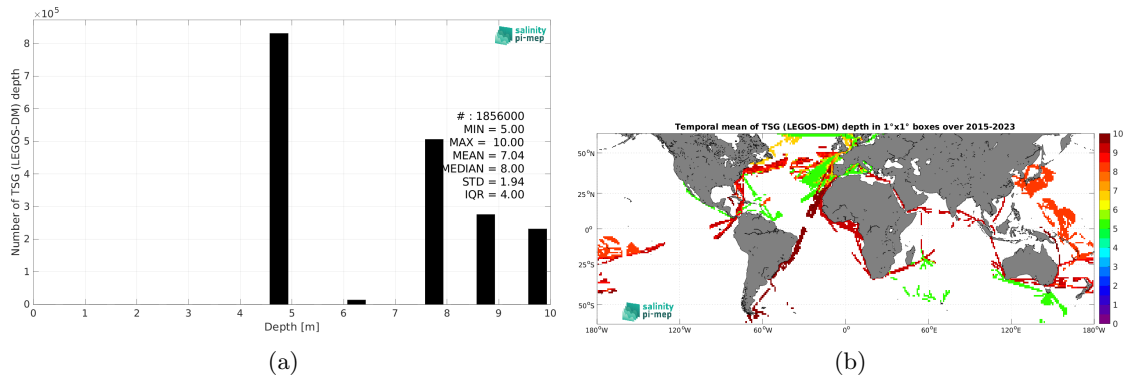 ×10⁵
8
7
6
5
4
3
2
1
0
Number of TSG (LEGOS-DM) depth
salinity
pi-mep
# : 1856000
MIN = 5.00
MAX = 10.00
MEAN = 7.04
MEDIAN = 8.00
STD = 1.94
IQR = 4.00
0 1 2 3 4 5 6 7 8 9 10
Depth [m]
(a)
Temporal mean of TSG (LEGOS-DM) depth in 1°x1° boxes over 2015-2023
50°N
25°N
0°
25°S
50°S
salinity
pi-mep
180°W 120°W 60°W 0° 60°E 120°E 180°E
10
9
8
7
6
5
4
3
2
1
0
(b)